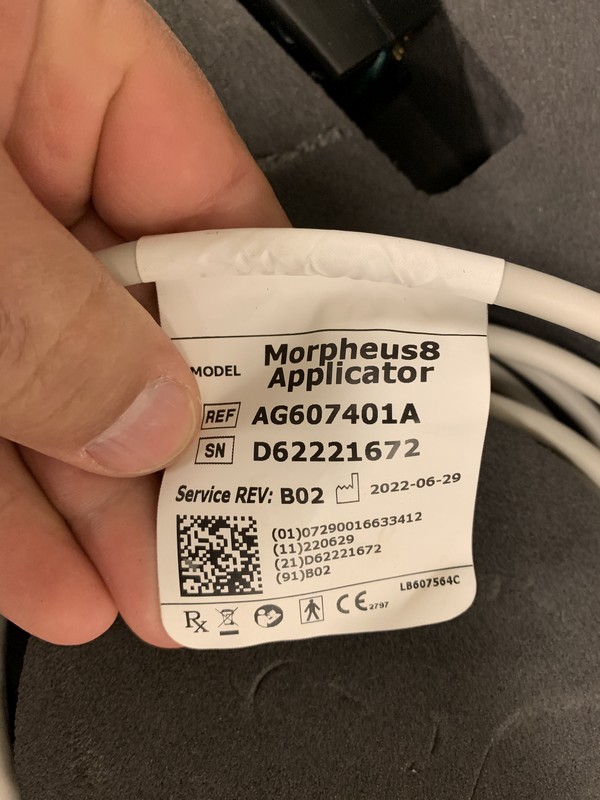 MODEL Morpheus8
Applicator
REF AG607401A
SN D62221672
Service REV: B02 2022-06-29
(01)07290016633412
(11)220629
(21)D62221672
(91)B02
LB607564C
Rx CE 2797